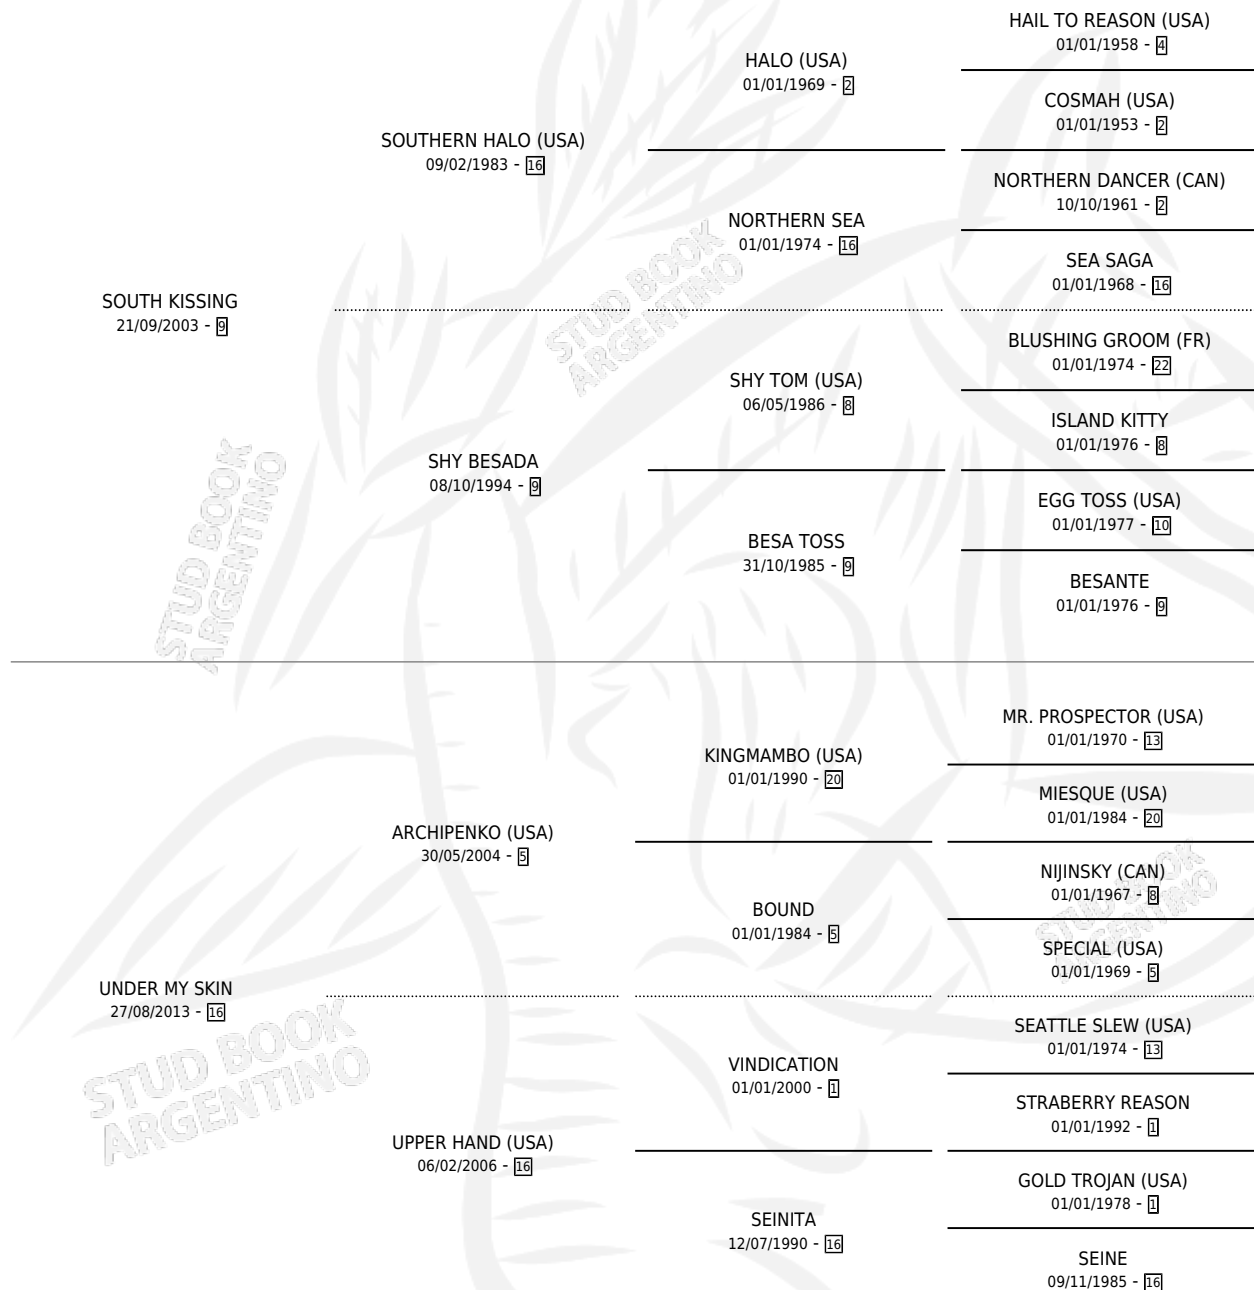 HAIL TO REASON (USA)
01/01/1958 - 4
HALO (USA)
01/01/1969 - 2
COSMAH (USA)
01/01/1953 - 2
SOUTHERN HALO (USA)
09/02/1983 - 16
NORTHERN DANCER (CAN)
10/10/1961 - 2
NORTHERN SEA
01/01/1974 - 16
SEA SAGA
01/01/1968 - 16
SOUTH KISSING
21/09/2003 - 9
STUD BOOK
ARGENTINO
BLUSHING GROOM (FR)
01/01/1974 - 22
SHY TOM (USA)
06/05/1986 - 8
ISLAND KITTY
01/01/1976 - 8
SHY BESADA
08/10/1994 - 9
EGG TOSS (USA)
01/01/1977 - 10
BESA TOSS
31/10/1985 - 9
BESANTE
01/01/1976 - 9
STUD BOOK
ARGENTINO
MR. PROSPECTOR (USA)
01/01/1970 - 13
KINGMAMBO (USA)
01/01/1990 - 20
MIESQUE (USA)
01/01/1984 - 20
ARCHIPENKO (USA)
30/05/2004 - 5
NIJINSKY (CAN)
01/01/1967 - 8
BOUND
01/01/1984 - 5
SPECIAL (USA)
01/01/1969 - 5
STUD BOOK
ARGENTINO
UNDER MY SKIN
27/08/2013 - 16
SEATTLE SLEW (USA)
01/01/1974 - 13
VINDICATION
01/01/2000 - 1
STRABERRY REASON
01/01/1992 - 1
UPPER HAND (USA)
06/02/2006 - 16
GOLD TROJAN (USA)
01/01/1978 - 1
SEINITA
12/07/1990 - 16
SEINE
09/11/1985 - 16
STUD BOOK
ARGENTINO